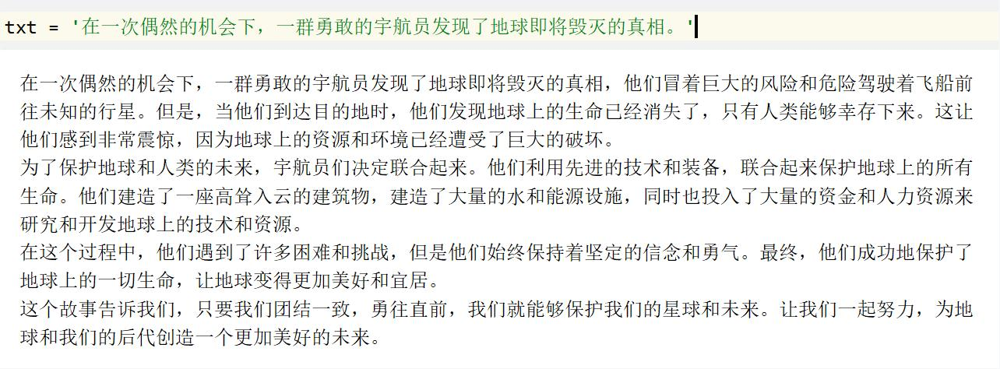 txt = '在一次偶然的机会下，一群勇敢的宇航员发现了地球即将毁灭的真相。'
在一次偶然的机会下，一群勇敢的宇航员发现了地球即将毁灭的真相，他们冒着巨大的风险和危险驾驶着飞船前
往未知的行星。但是，当他们到达目的地时，他们发现地球上的生命已经消失了，只有人类能够幸存下来。这让
他们感到非常震惊，因为地球上的资源和环境已经遭受了巨大的破坏。
为了保护地球和人类的未来，宇航员们决定联合起来。他们利用先进的技术和装备，联合起来保护地球上的所有
生命。他们建造了一座高耸入云的建筑物，建造了大量的水和能源设施，同时也投入了大量的资金和人力资源来
研究和开发地球上的技术和资源。
在这个过程中，他们遇到了许多困难和挑战，但是他们始终保持着坚定的信念和勇气。最终，他们成功地保护了
地球上的一切生命，让地球变得更加美好和宜居。
这个故事告诉我们，只要我们团结一致，勇往直前，我们就能够保护我们的星球和未来。让我们一起努力，为地
球和我们的后代创造一个更加美好的未来。